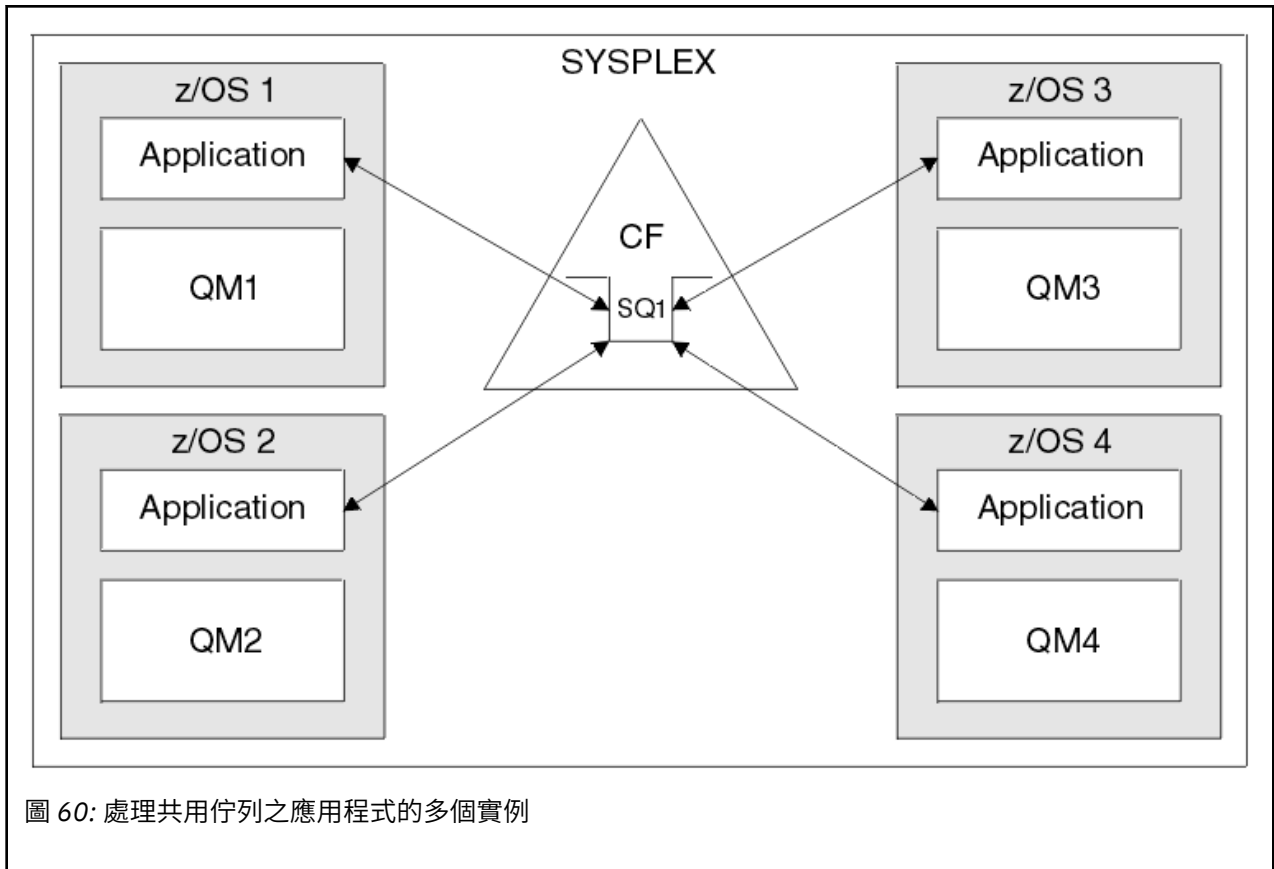 SYSPLEX
z/OS 1
Application
QM1
z/OS 2
Application
QM2
CF
SQ1
z/OS 3
Application
QM3
z/OS 4
Application
QM4
圖 60: 處理共用佇列之應用程式的多個實例